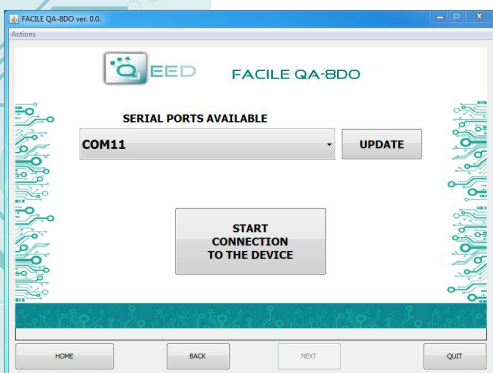 FACILE QA-8DO ver. 0.0.
Actions
QEED
FACILE QA-8DO
SERIAL PORTS AVAILABLE
COM11
UPDATE
START
CONNECTION
TO THE DEVICE
HOME
BACK
NEXT
QUIT